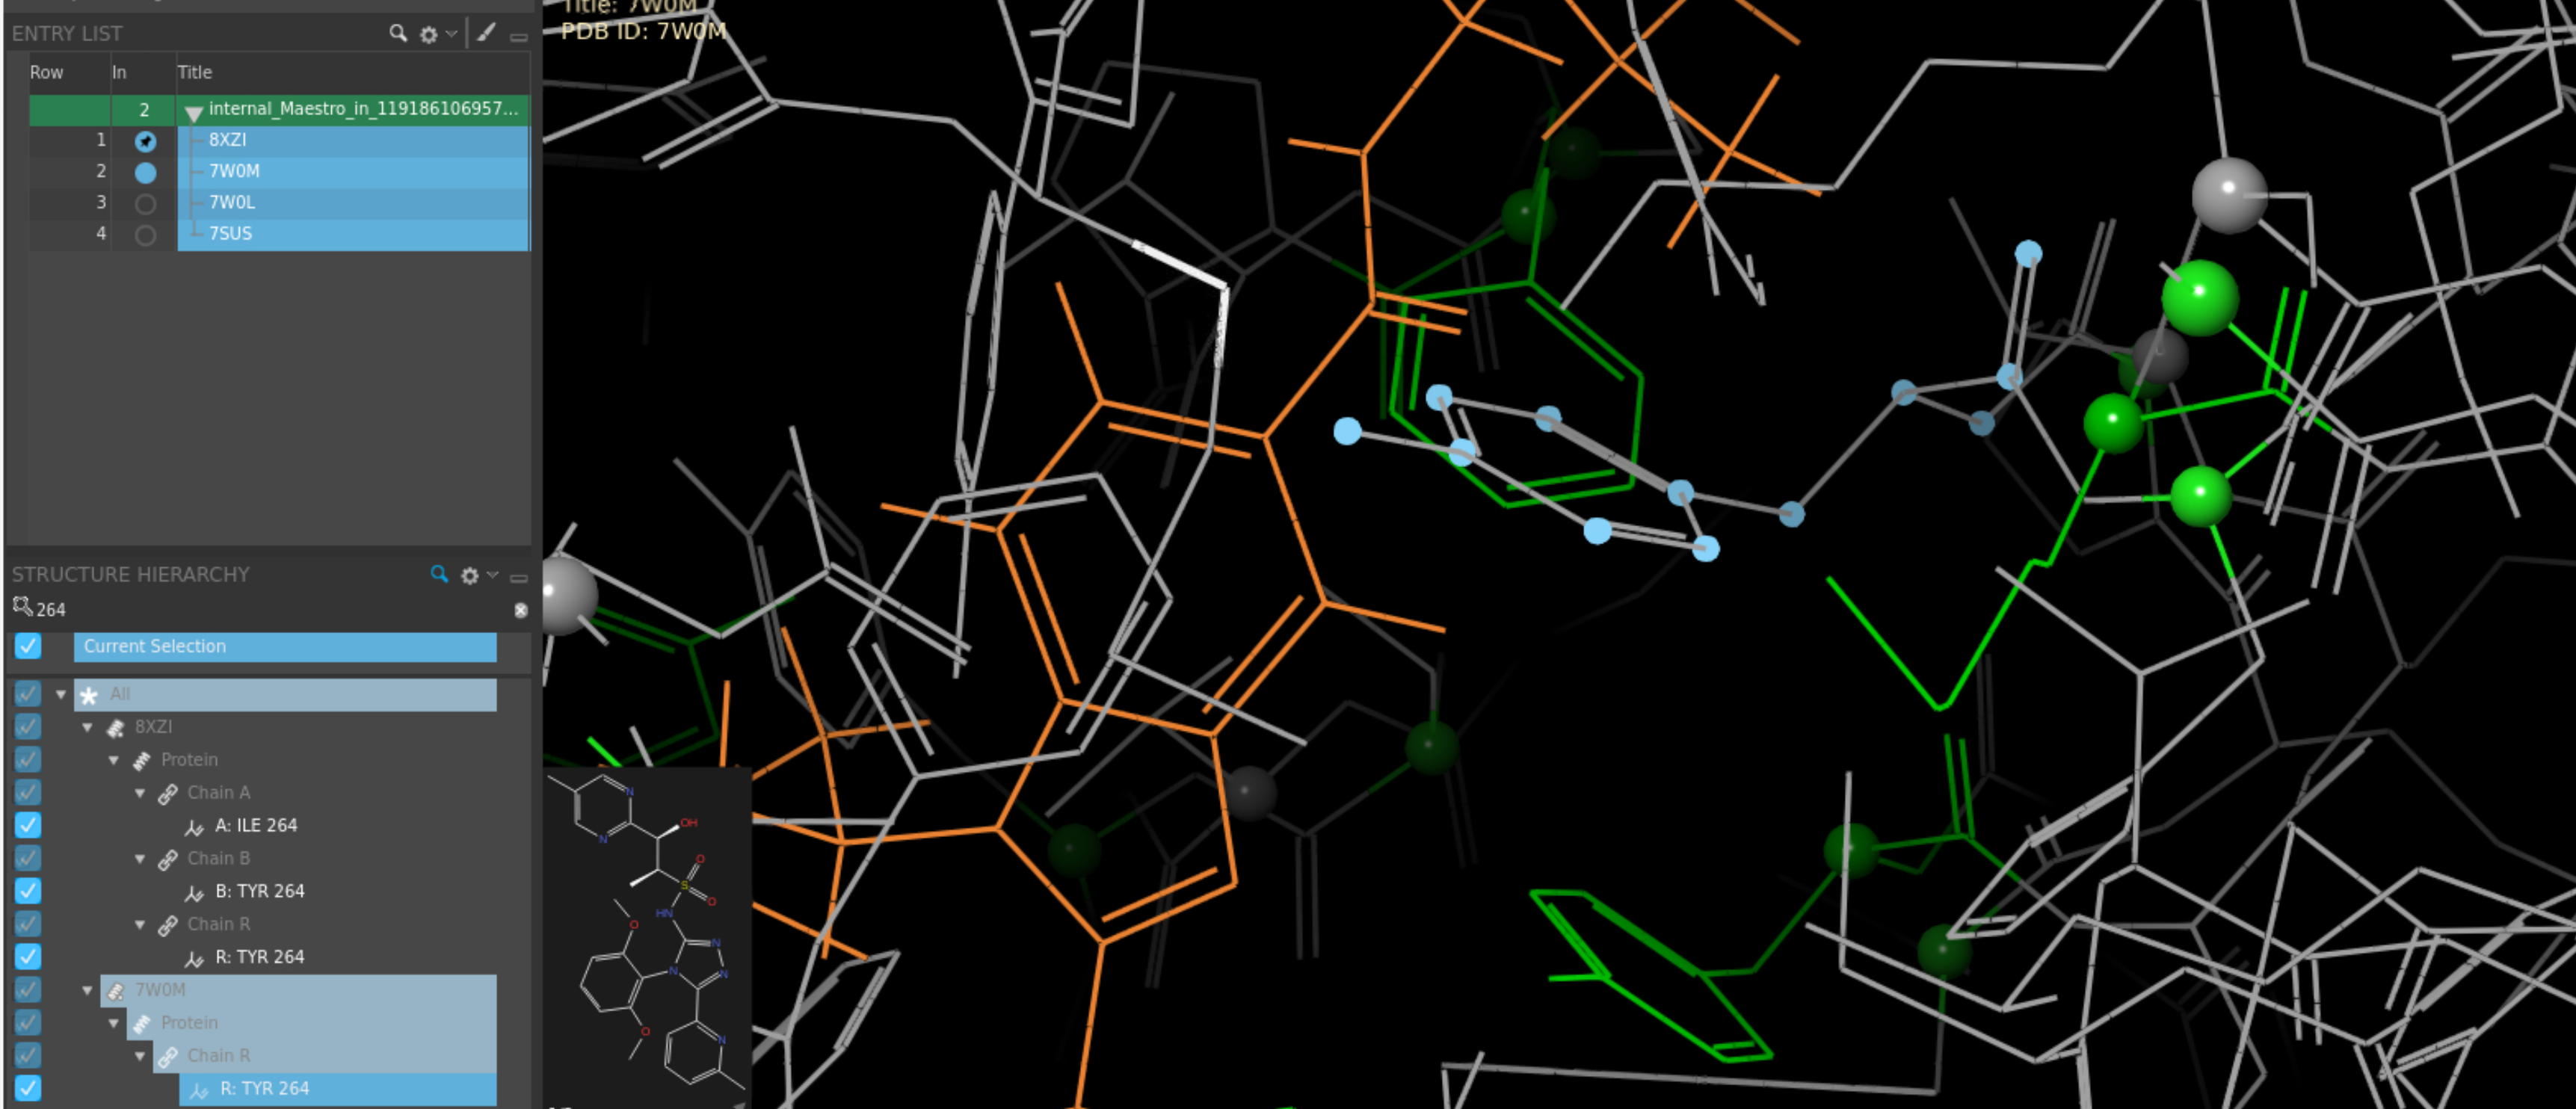 Title: 7W0M
PDB ID: 7W0M
ENTRY LIST
Row In Title
2 internal_Maestro_in_119186106957...
1 8XZI
2 7W0M
3 7W0L
4 7SUS
STRUCTURE HIERARCHY
264
Current Selection
All
8XZI
Protein
Chain A
A: ILE 264
Chain B
B: TYR 264
Chain R
R: TYR 264
7W0M
Protein
Chain R
R: TYR 264
N
OH
N
O
S
O
HN
O
N
N
N
O
N